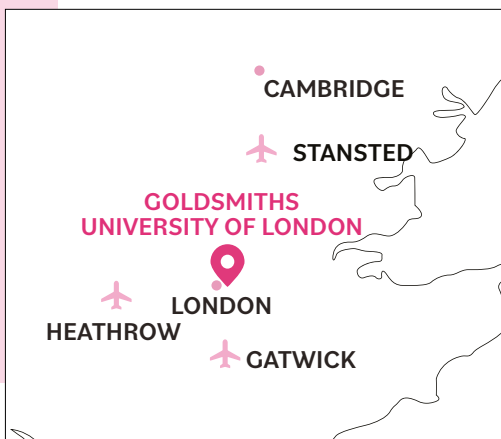 CAMBRIDGE
STANSTED
GOLDSMITHS
UNIVERSITY OF LONDON
LONDON
HEATHROW
GATWICK